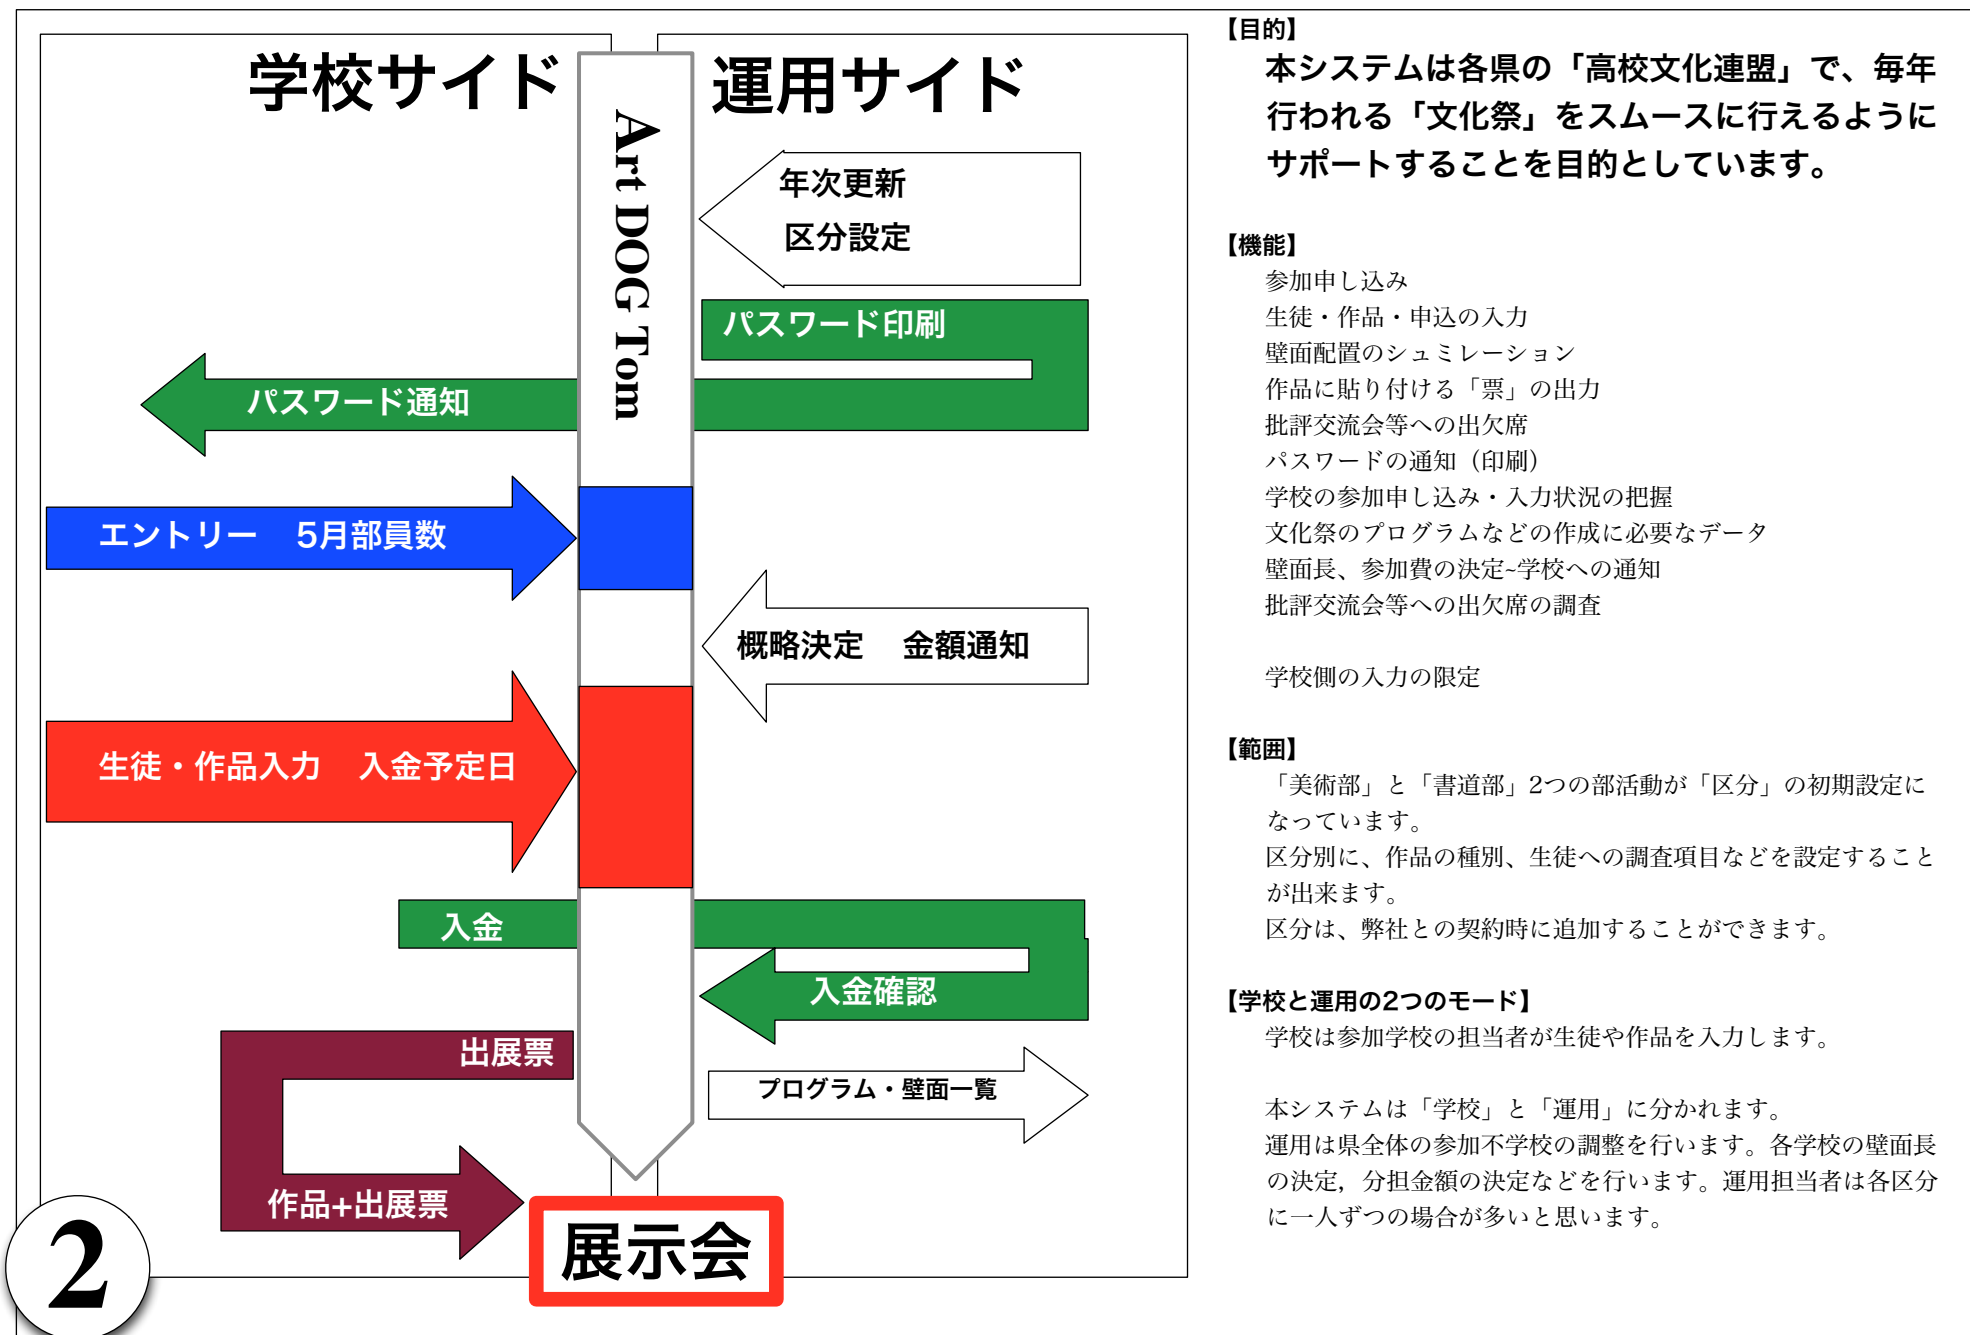 学校サイド
運用サイド
Art DOG Tom
年次更新
区分設定
パスワード印刷
パスワード通知
エントリー　5月部員数
概略決定　金額通知
生徒・作品入力　入金予定日
入金
入金確認
出展票
プログラム・壁面一覧
作品+出展票
展示会
2
【目的】
本システムは各県の「高校文化連盟」で、毎年
行われる「文化祭」をスムースに行えるように
サポートすることを目的としています。
【機能】
参加申し込み
生徒・作品・申込の入力
壁面配置のシュミレーション
作品に貼り付ける「票」の出力
批評交流会等への出欠席
パスワードの通知（印刷）
学校の参加申し込み・入力状況の把握
文化祭のプログラムなどの作成に必要なデータ
壁面長、参加費の決定~学校への通知
批評交流会等への出欠席の調査
学校側の入力の限定
【範囲】
「美術部」と「書道部」2つの部活動が「区分」の初期設定に
なっています。
区分別に、作品の種別、生徒への調査項目などを設定すること
が出来ます。
区分は、弊社との契約時に追加することができます。
【学校と運用の2つのモード】
学校は参加学校の担当者が生徒や作品を入力します。
本システムは「学校」と「運用」に分かれます。
運用は県全体の参加不学校の調整を行います。各学校の壁面長
の決定，分担金額の決定などを行います。運用担当者は各区分
に一人ずつの場合が多いと思います。